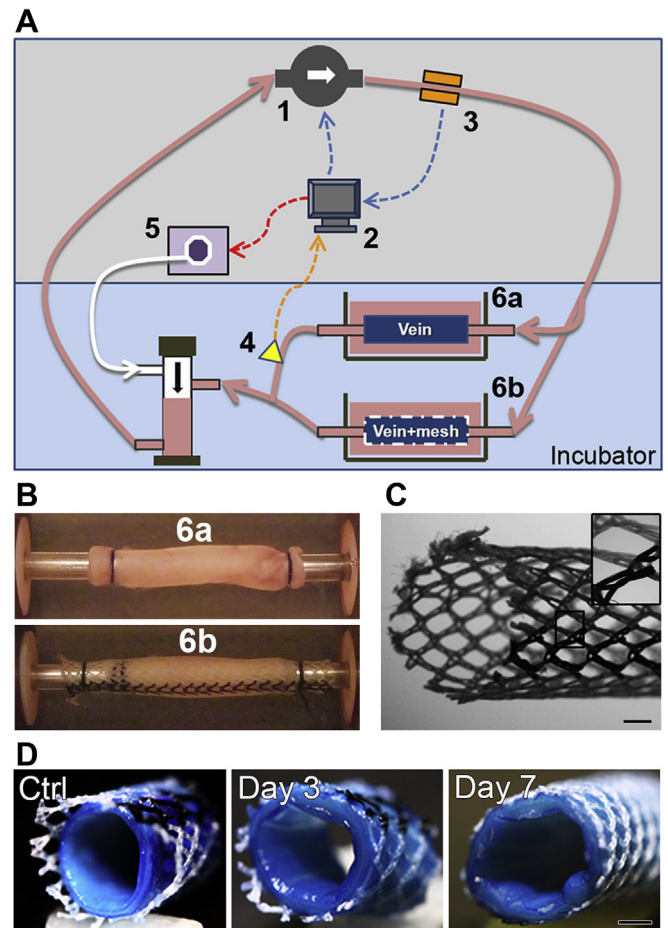 A
1
3
2
5
4
6a
Vein
6b
Vein+mesh
Incubator
B
6a
6b
C
D
Ctrl
Day 3
Day 7